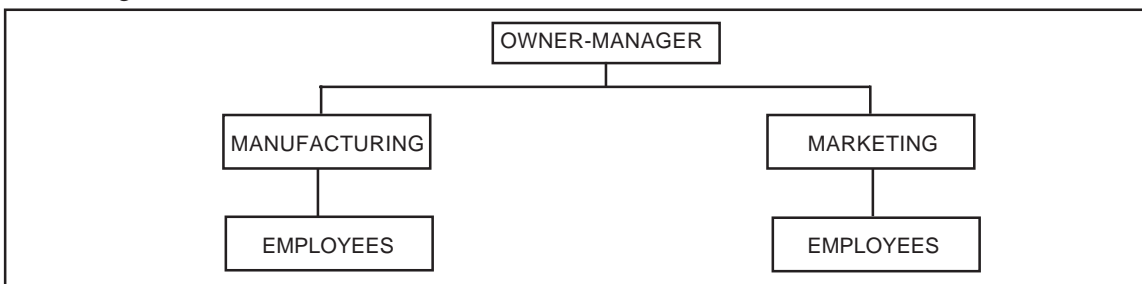 OWNER-MANAGER
MANUFACTURING
MARKETING
EMPLOYEES
EMPLOYEES